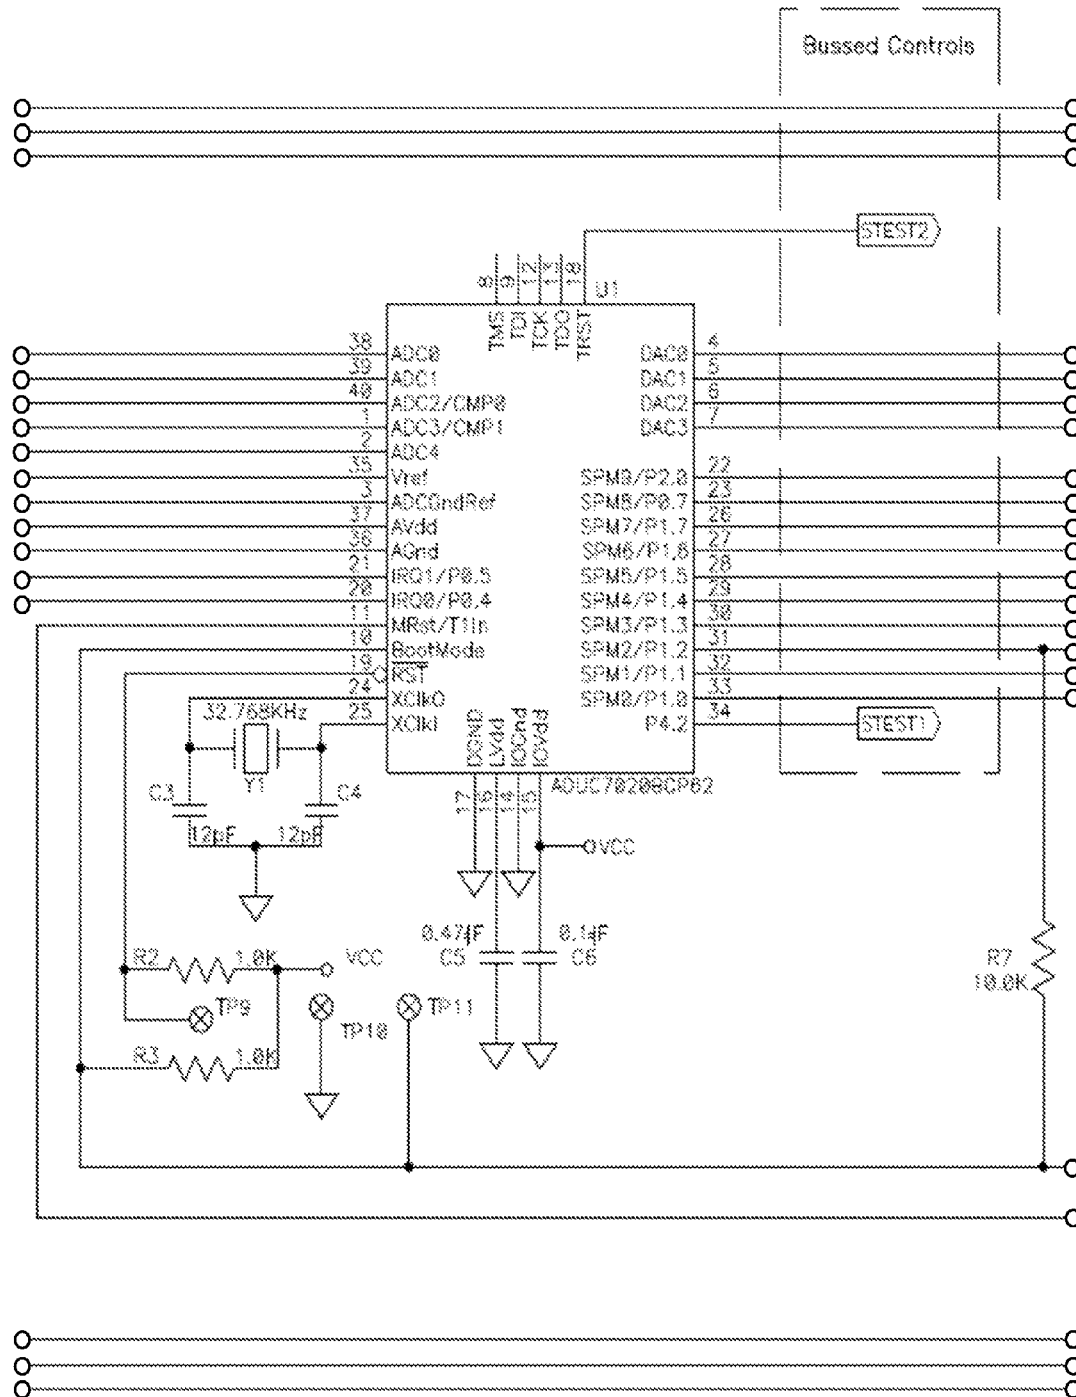 Bussed Controls
STEST2
8
9
12
13
18
U1
TMS
TDI
TCK
TDO
TRST
38
ADC0
DAC0
4
39
ADC1
DAC1
5
40
ADC2/CMP0
DAC2
6
1
ADC3/CMP1
DAC3
7
2
ADC4
35
Vref
SPM9/P2.0
22
3
ADCGndRef
SPM8/P0.7
23
37
AVdd
SPM7/P1.7
26
36
AGnd
SPM6/P1.6
27
21
IRQ1/P0.5
SPM5/P1.5
28
20
IRQ0/P0.4
SPM4/P1.4
29
11
MRst/T1In
SPM3/P1.3
30
10
BootMode
SPM2/P1.2
31
19
RST
SPM1/P1.1
32
24
XClkO
SPM0/P1.0
33
25
XClkI
P4.2
34
STEST1
32.768KHz
Y1
DGND
LVdd
IOGnd
IOVdd
17
16
14
15
ADUC7020BCP62
C3
C4
12pF
12pF
VCC
0.47
C5
0.1
C6
R2
1.0K
VCC
TP9
TP10
TP11
R3
1.0K
R7
10.0K